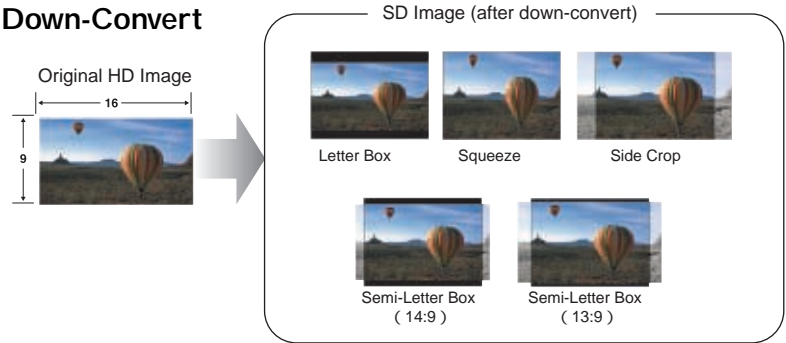 Down-Convert
SD Image (after down-convert)
Original HD Image
16
9
Letter Box
Squeeze
Side Crop
Semi-Letter Box
( 14:9 )
Semi-Letter Box
( 13:9 )